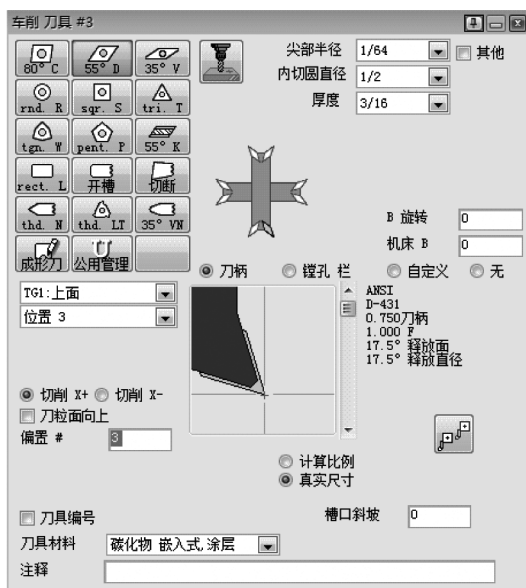 车削 刀具 #3
80° C 55° D 35° V
尖部半径 1/64 其他
内切圆直径 1/2
rnd. R sqr. S tri. T
厚度 3/16
tgn. W pent. P 55° K
rect. L 开槽 切断
thd. N thd. LT 35° VN
B 旋转 0
机床 B 0
成形刀 公用管理
刀柄 镗孔 栏 自定义 无
TG1:上面
位置 3
ANSI
D-431
0.750刀柄
1.000 F
17.5° 释放面
17.5° 释放直径
切削 X+ 切削 X-
刀粒面向上
偏置 # 3
计算比例
真实尺寸
刀具编号 槽口斜坡 0
刀具材料 碳化物 嵌入式,涂层
注释